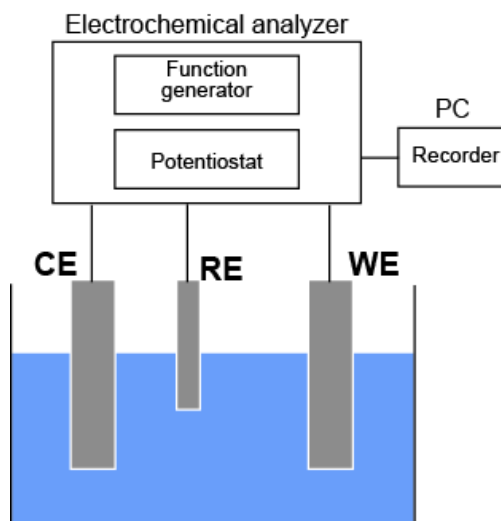 Electrochemical analyzer
Function
generator
Potentiostat
PC
Recorder
CE
RE
WE